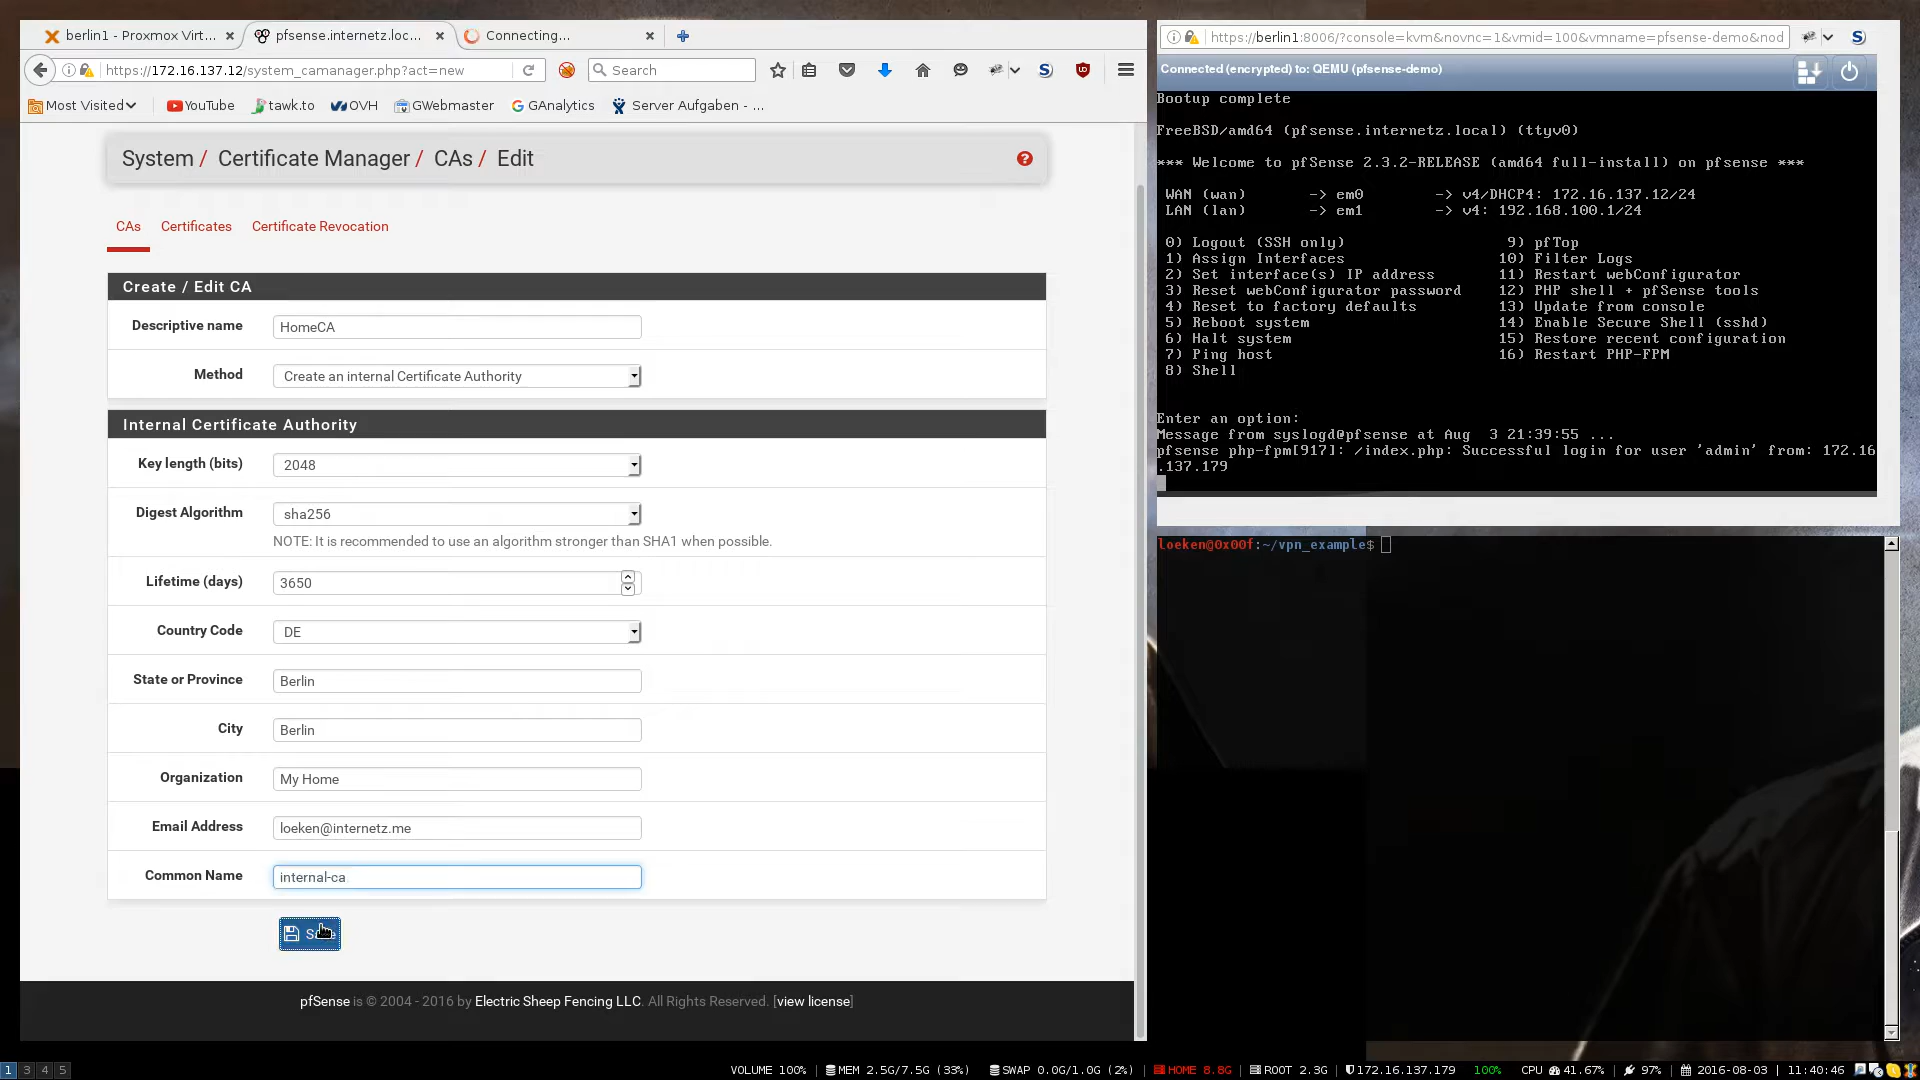 berlin1 - Proxmox Virt...
pfsense.internetz.loc...
Connecting...
https://172.16.137.12/system_camanager.php?act=new
Search
Most Visited
YouTube
tawk.to
OVH
GWebmaster
GAnalytics
Server Aufgaben - ...
System / Certificate Manager / CAs / Edit
CAs
Certificates
Certificate Revocation
Create / Edit CA
Descriptive name
HomeCA
Method
Create an internal Certificate Authority
Internal Certificate Authority
Key length (bits)
2048
Digest Algorithm
sha256
NOTE: It is recommended to use an algorithm stronger than SHA1 when possible.
Lifetime (days)
3650
Country Code
DE
State or Province
Berlin
City
Berlin
Organization
My Home
Email Address
loeken@internetz.me
Common Name
internal-ca
pfSense is © 2004 - 2016 by Electric Sheep Fencing LLC. All Rights Reserved. [view license]
https://berlin1:8006/?console=kvm&novnc=1&vmid=100&vmname=pfsense-demo&nod
Connected (encrypted) to: QEMU (pfsense-demo)
Bootup complete
FreeBSD/amd64 (pfsense.internetz.local) (ttyv0)
*** Welcome to pfSense 2.3.2-RELEASE (amd64 full-install) on pfsense ***
WAN (wan) -> em0 -> v4/DHCP4: 172.16.137.12/24
LAN (lan) -> em1 -> v4: 192.168.100.1/24
0) Logout (SSH only) 9) pfTop
1) Assign Interfaces 10) Filter Logs
2) Set interface(s) IP address 11) Restart webConfigurator
3) Reset webConfigurator password 12) PHP shell + pfSense tools
4) Reset to factory defaults 13) Update from console
5) Reboot system 14) Enable Secure Shell (sshd)
6) Halt system 15) Restore recent configuration
7) Ping host 16) Restart PHP-FPM
8) Shell
Enter an option:
Message from syslogd@pfsense at Aug 3 21:39:55 ...
pfsense php-fpm[917]: /index.php: Successful login for user 'admin' from: 172.16
.137.179
loeken@0x00f:~/vpn_example$
1 3 4 5
VOLUME 100% | MEM 2.5G/7.5G (33%) | SWAP 0.0G/1.0G (2%) | HOME 8.8G | ROOT 2.3G | 172.16.137.179 100% | CPU 41.67% | 97% | 2016-08-03 | 11:40:46